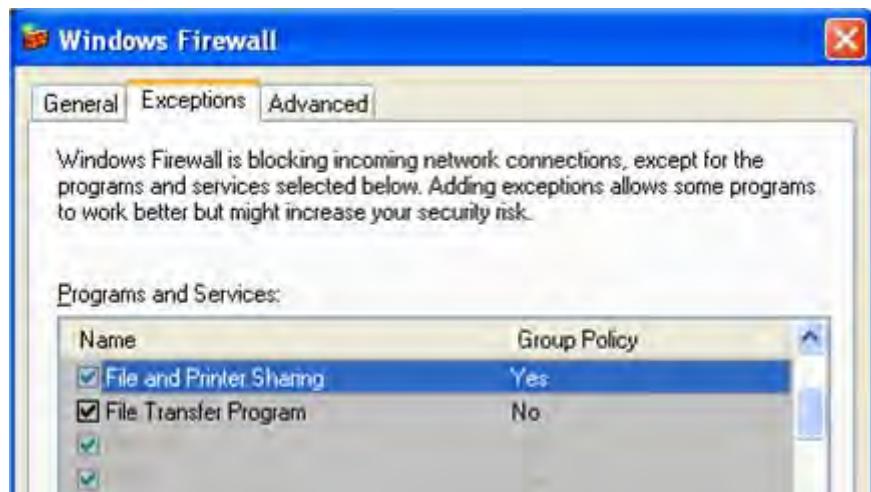 Windows Firewall
General Exceptions Advanced
Windows Firewall is blocking incoming network connections, except for the
programs and services selected below. Adding exceptions allows some programs
to work better but might increase your security risk.
Programs and Services:
Name Group Policy
File and Printer Sharing Yes
File Transfer Program No